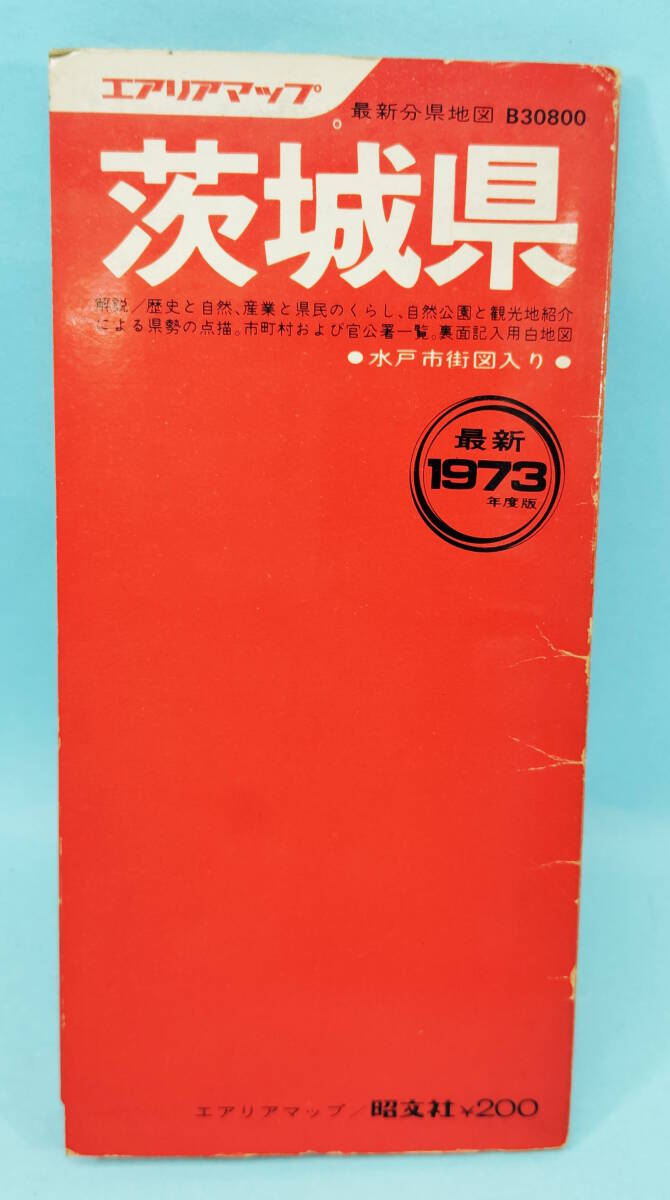 エアリアマップ
最新分県地図 B30800
茨城県
解説/歴史と自然、産業と県民のくらし、自然公園と観光地紹介
による県勢の点描。市町村および官公署一覧。裏面記入用白地図
●水戸市街図入り●
最新
1973
年度版
エアリアマップ/昭文社¥200